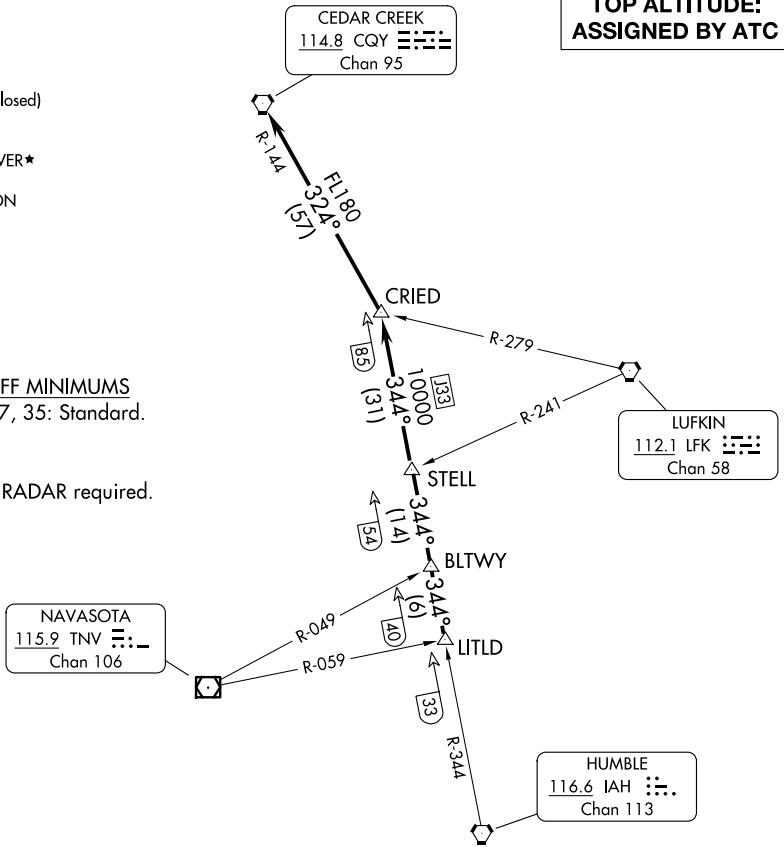 TOP ALTITUDE:
ASSIGNED BY ATC
CEDAR CREEK
114.8 CQY
Chan 95
losed)
VER★
ON
R-144
FL180
324°
(57)
CRIED
R-279
85
J33
10000
344°
(31)
FF MINIMUMS
7, 35: Standard.
R-241
LUFKIN
112.1 LFK
Chan 58
STELL
RADAR required.
54
344°
(14)
BLTWY
NAVASOTA
115.9 TNV
Chan 106
R-049
40
344°
(6)
R-059
LITLD
33
R-344
HUMBLE
116.6 IAH
Chan 113